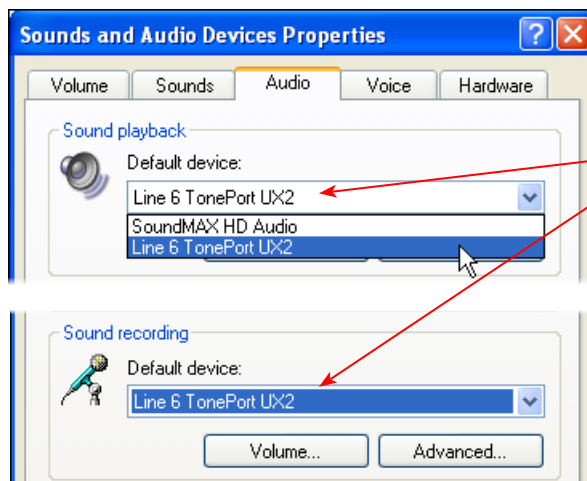 Sounds and Audio Devices Properties
Volume Sounds Audio Voice Hardware
Sound playback
Default device:
Line 6 TonePort UX2
SoundMAX HD Audio
Line 6 TonePort UX2
Sound recording
Default device:
Line 6 TonePort UX2
Volume... Advanced...